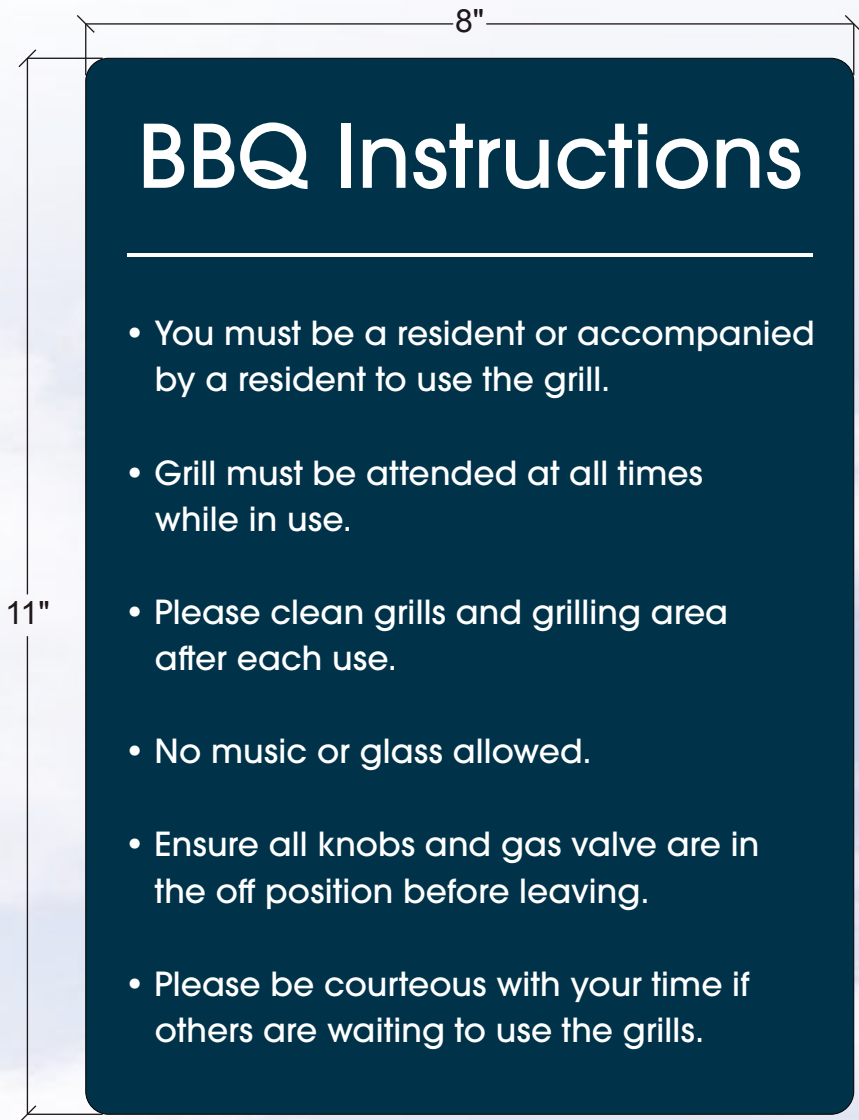 8"
BBQ Instructions
• You must be a resident or accompanied
by a resident to use the grill.
• Grill must be attended at all times
while in use.
11"
• Please clean grills and grilling area
after each use.
• No music or glass allowed.
• Ensure all knobs and gas valve are in
the off position before leaving.
• Please be courteous with your time if
others are waiting to use the grills.